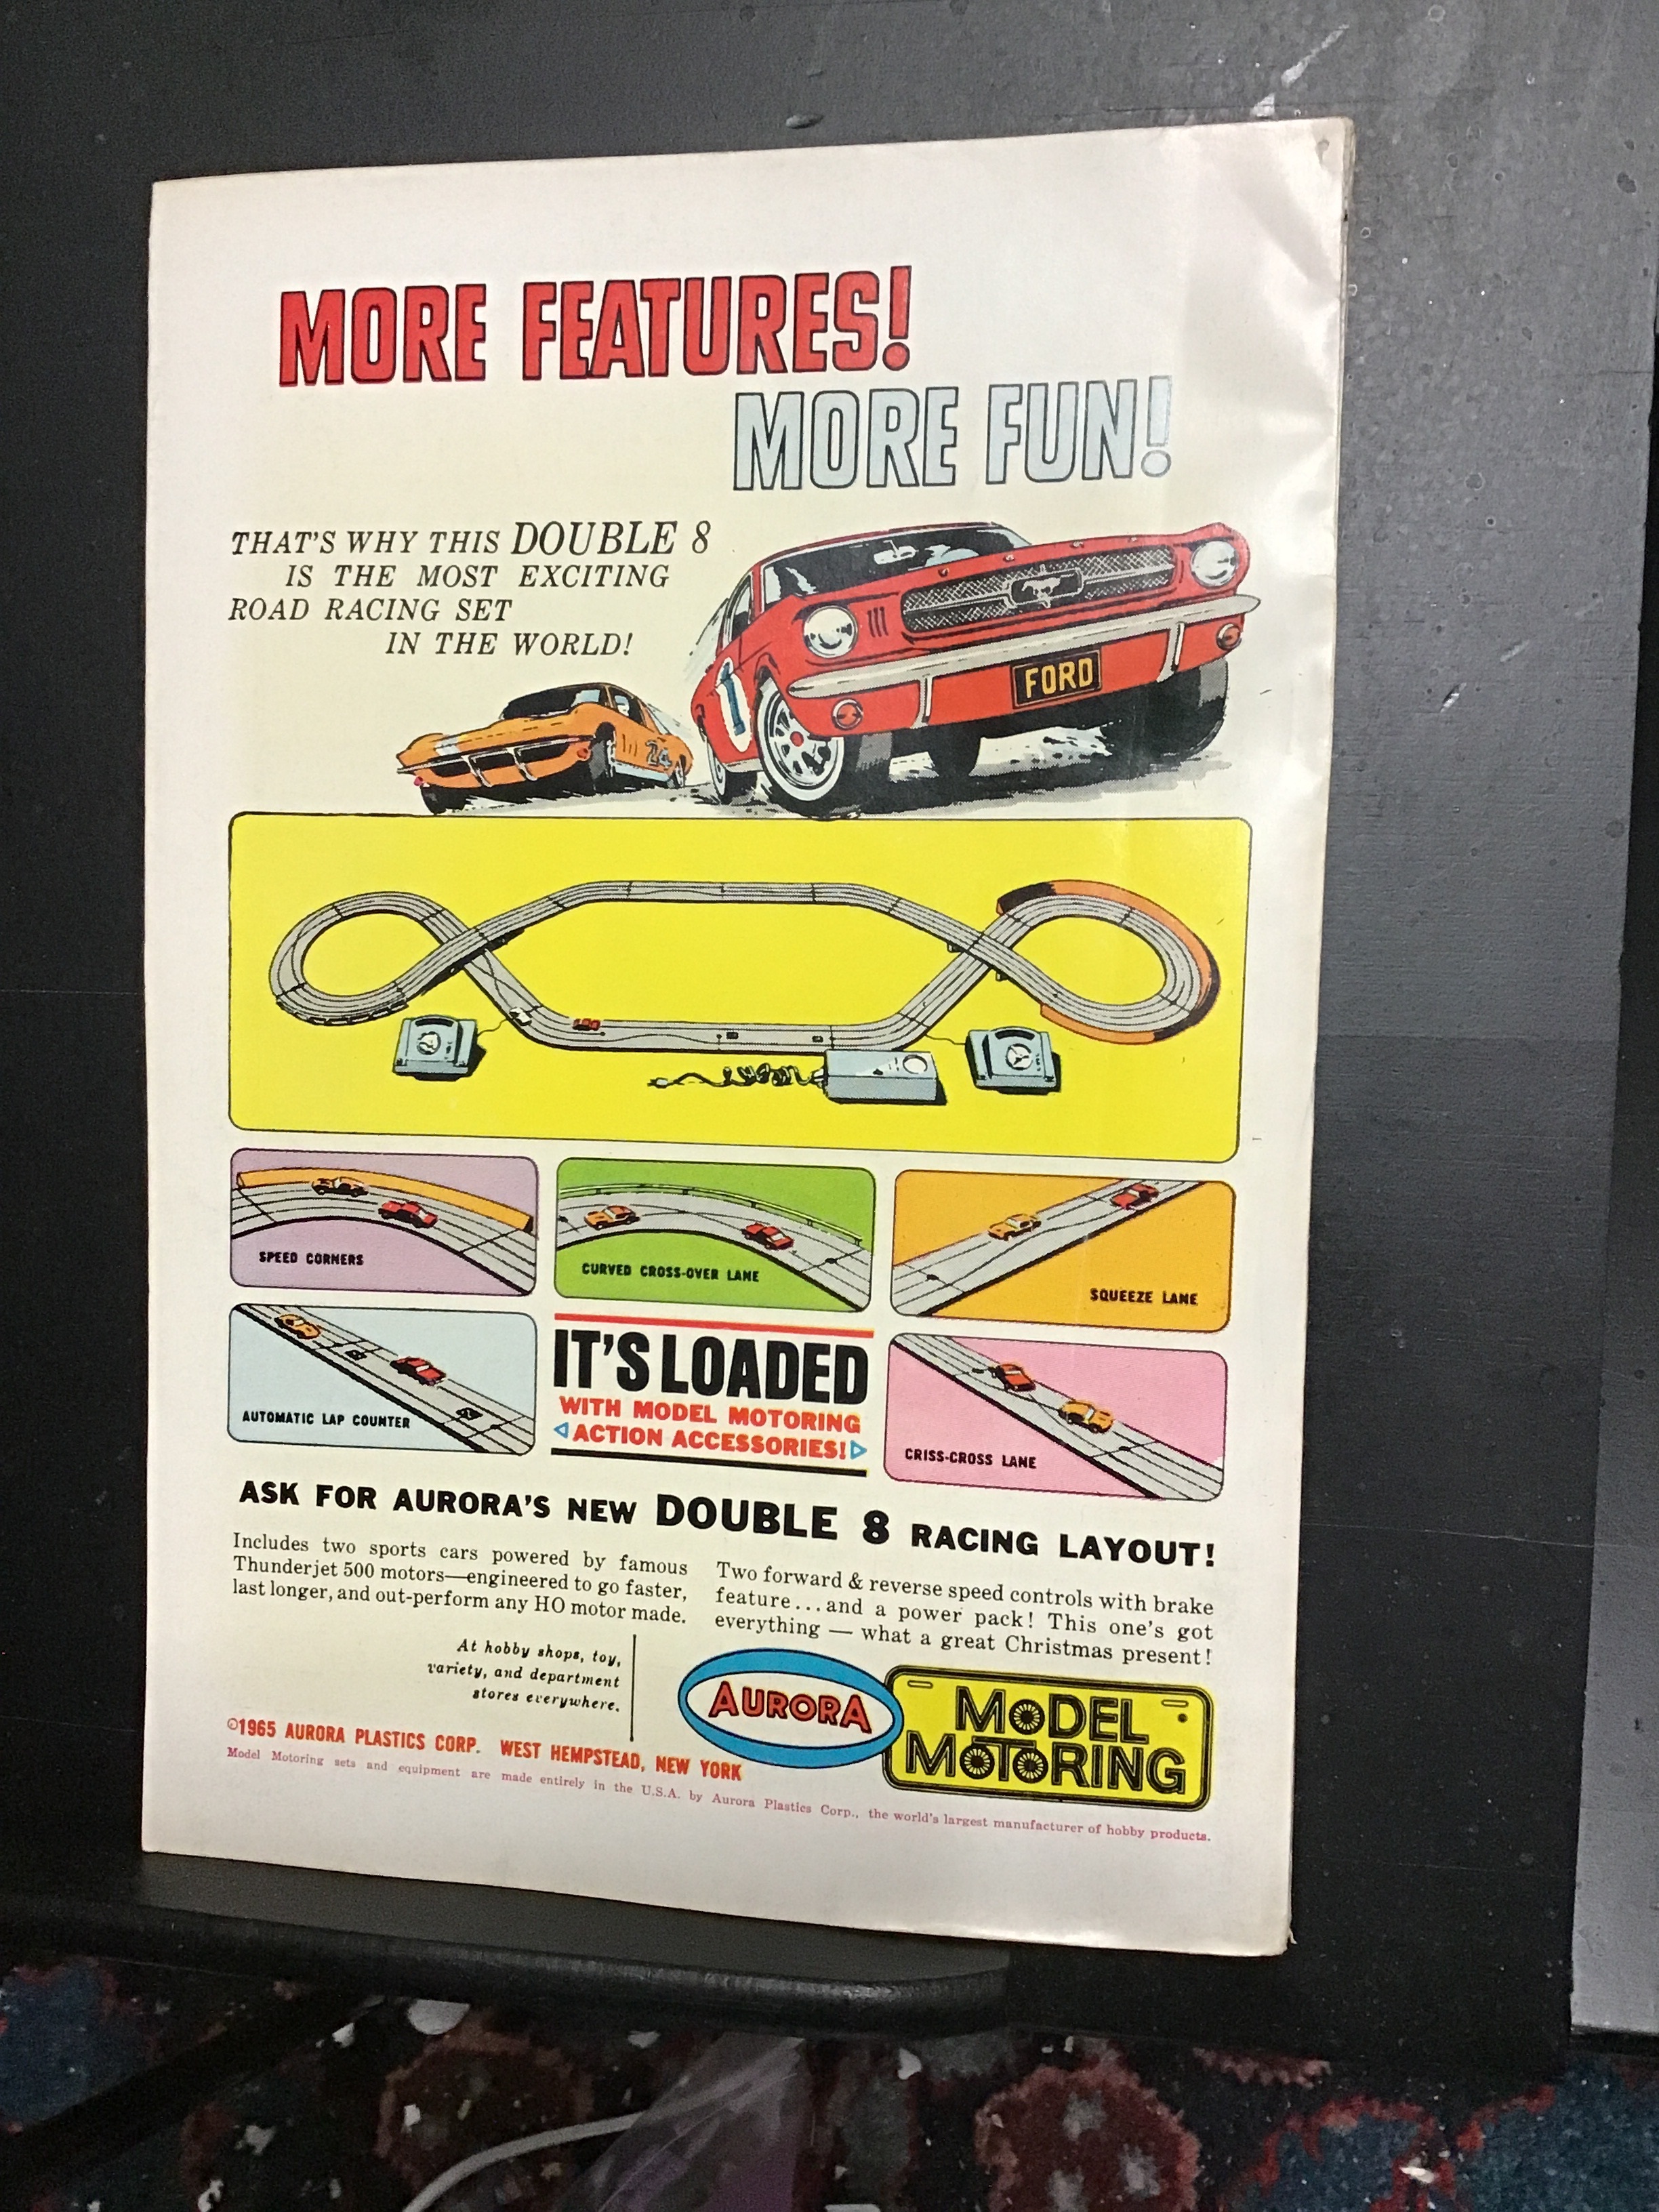 MORE FEATURES!
MORE FUN!
THAT'S WHY THIS DOUBLE 8
IS THE MOST EXCITING
ROAD RACING SET
IN THE WORLD!
FORD
1
24
SPEED CORNERS
CURVED CROSS-OVER LANE
SQUEEZE LANE
AUTOMATIC LAP COUNTER
IT'S LOADED
WITH MODEL MOTORING
ACTION ACCESSORIES!
CRISS-CROSS LANE
ASK FOR AURORA'S NEW DOUBLE 8 RACING LAYOUT!
Includes two sports cars powered by famous
Thunderjet 500 motors—engineered to go faster,
last longer, and out-perform any HO motor made.
Two forward & reverse speed controls with brake
feature...and a power pack! This one's got
everything — what a great Christmas present!
At hobby shops, toy,
variety, and department
stores everywhere.
AURORA
MODEL
MOTORING
©1965 AURORA PLASTICS CORP. WEST HEMPSTEAD, NEW YORK
Model Motoring sets and equipment are made entirely in the U.S.A. by Aurora Plastics Corp., the world's largest manufacturer of hobby products.